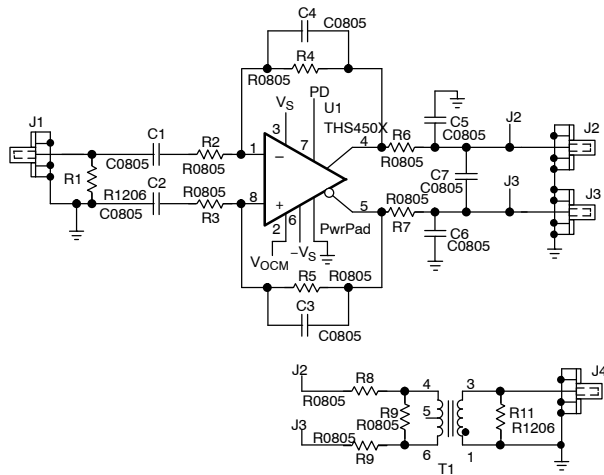 C4
C0805
R4
R0805
PD
U1
V_S
3
7
THS450X
4
R6
R0805
C5
C0805
J2
J2
J1
C1
C0805
R2
R0805
1
−
R1
R1206
C2
C0805
R0805
R3
8
+
C7
C0805
J3
J3
5
R0805
R7
2
6
V_OCM
−V_S
PwrPad
C6
C0805
R5
R0805
C3
C0805
J2
R8
R0805
4
3
J4
R9
R0805
5
R11
R1206
J3
R0805
R9
6
1
T1